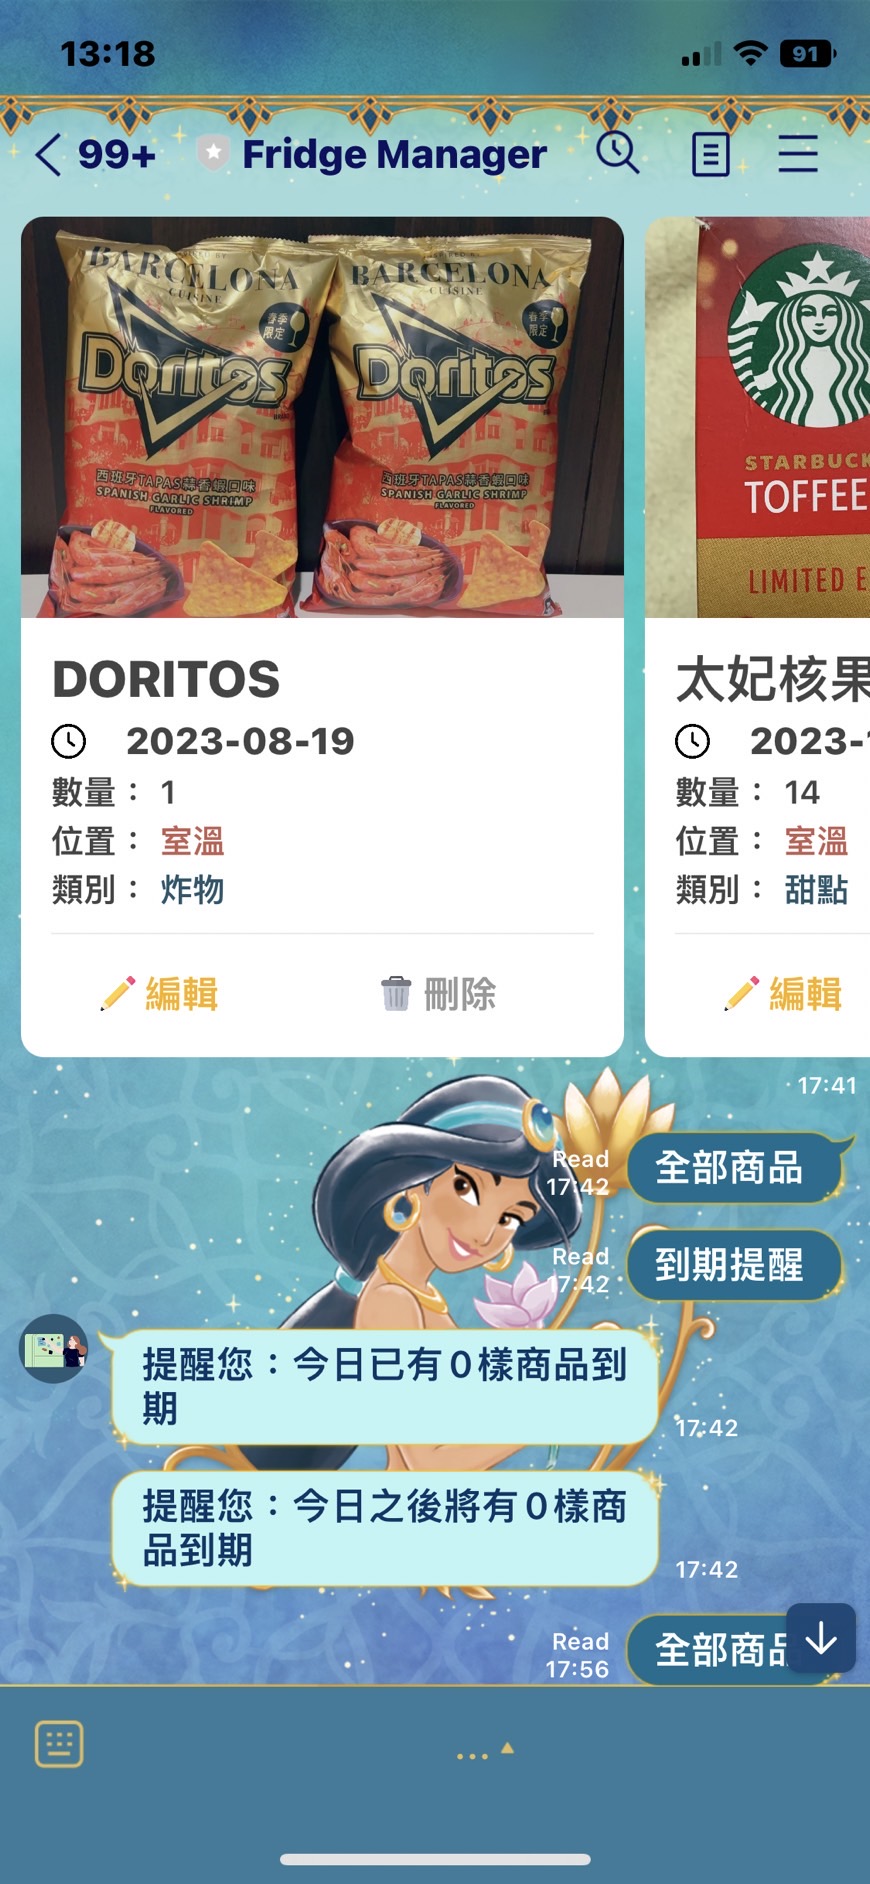 13:18
91
99+
Fridge Manager
BARCELONA
CUISINE
春季
限定
Doritos
西班牙TAPAS蒜香蝦口味
SPANISH GARLIC SHRIMP
FLAVORED
BARCELONA
CUISINE
春季
限定
Doritos
西班牙TAPAS蒜香蝦口味
SPANISH GARLIC SHRIMP
FLAVORED
STARBUCK
TOFFEE
LIMITED E
DORITOS
2023-08-19
數量： 1
位置： 室溫
類別： 炸物
編輯
刪除
太妃核果
2023-1
數量： 14
位置： 室溫
類別： 甜點
編輯
17:41
Read
17:42
全部商品
Read
17:42
到期提醒
提醒您：今日已有0樣商品到
期
17:42
提醒您：今日之後將有0樣商
品到期
17:42
Read
17:56
全部商品
...